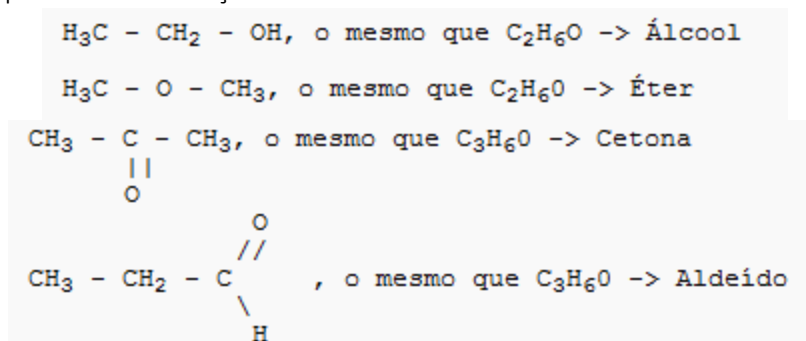 H₃C - CH₂ - OH, o mesmo que C₂H₆O -> Álcool
H₃C - O - CH₃, o mesmo que C₂H₆0 -> Éter
CH₃ - C - CH₃, o mesmo que C₃H₆0 -> Cetona
||
O
O
//
CH₃ - CH₂ - C , o mesmo que C₃H₆0 -> Aldeído
\
H